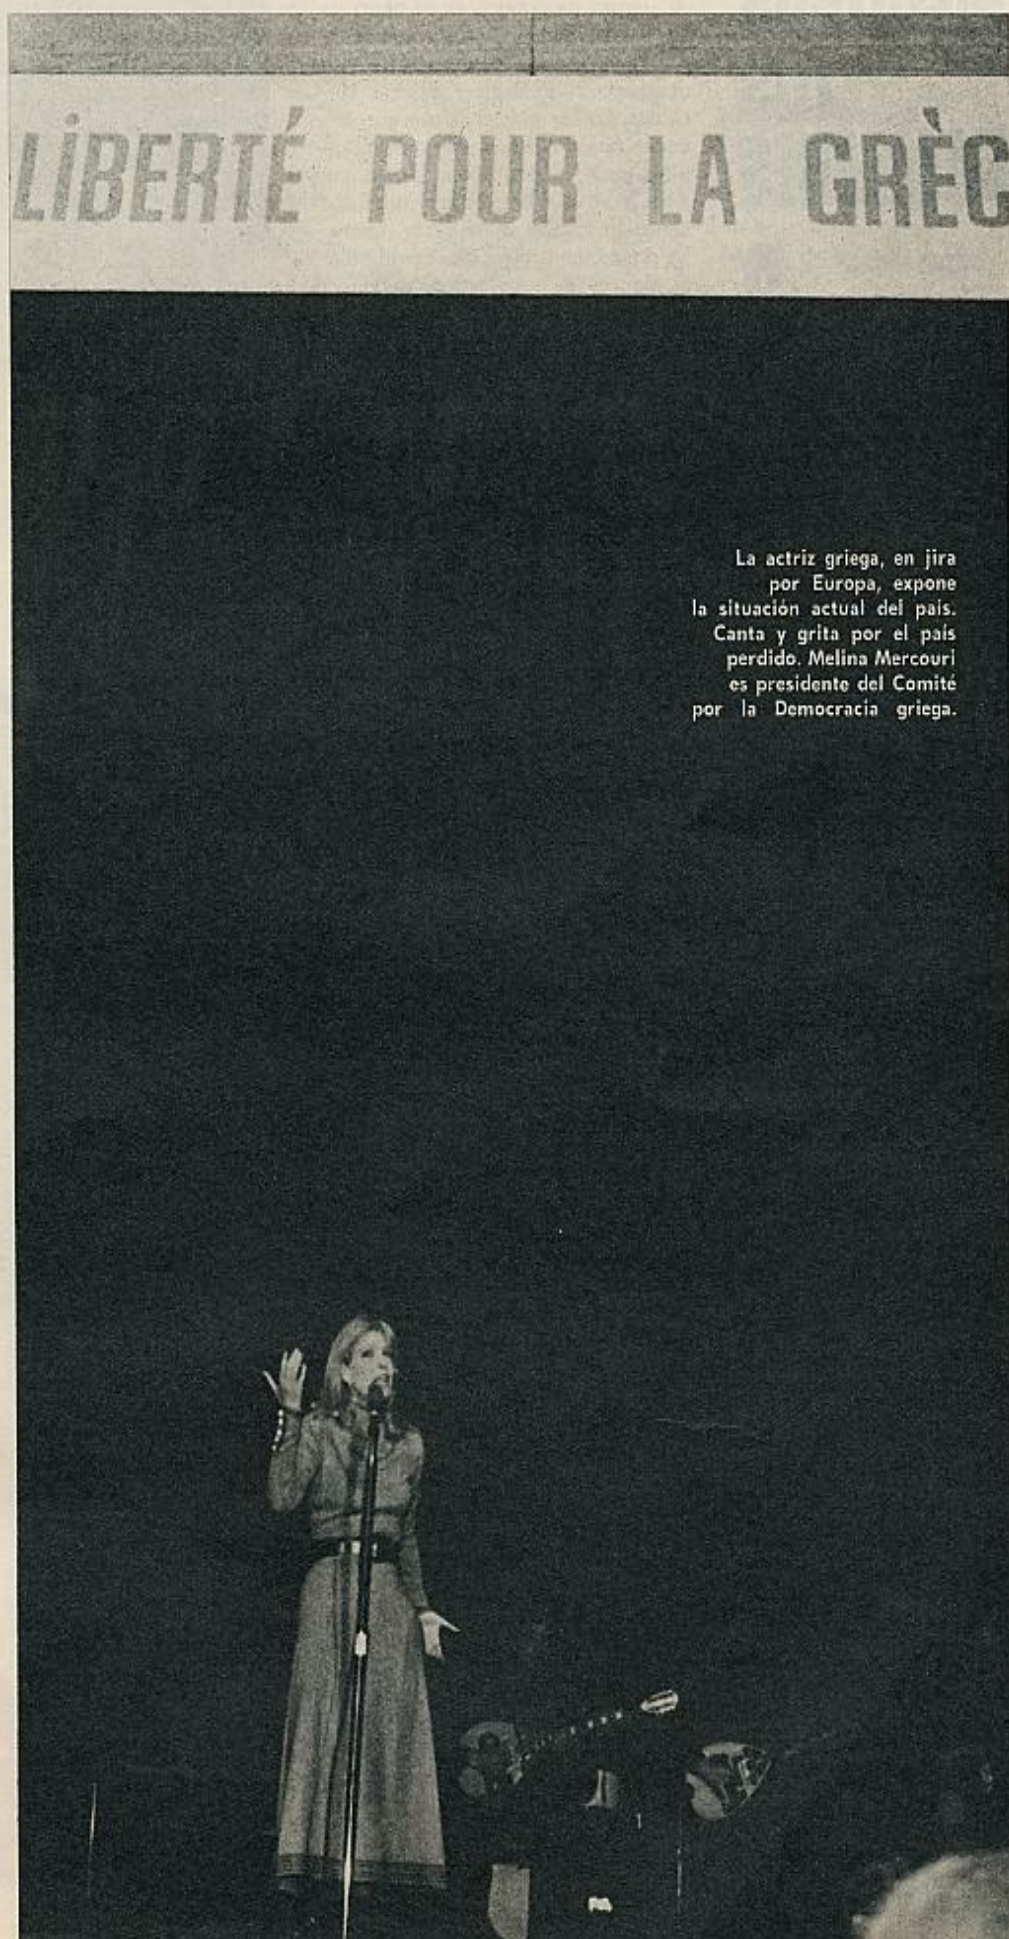 LiBERTÉ POUR LA GRÈC
La actriz griega, en jira
por Europa, expone
la situación actual del pais.
Canta y grita por el país
perdido. Melina Mercouri
es presidente del Comité
por la Democracia griega.